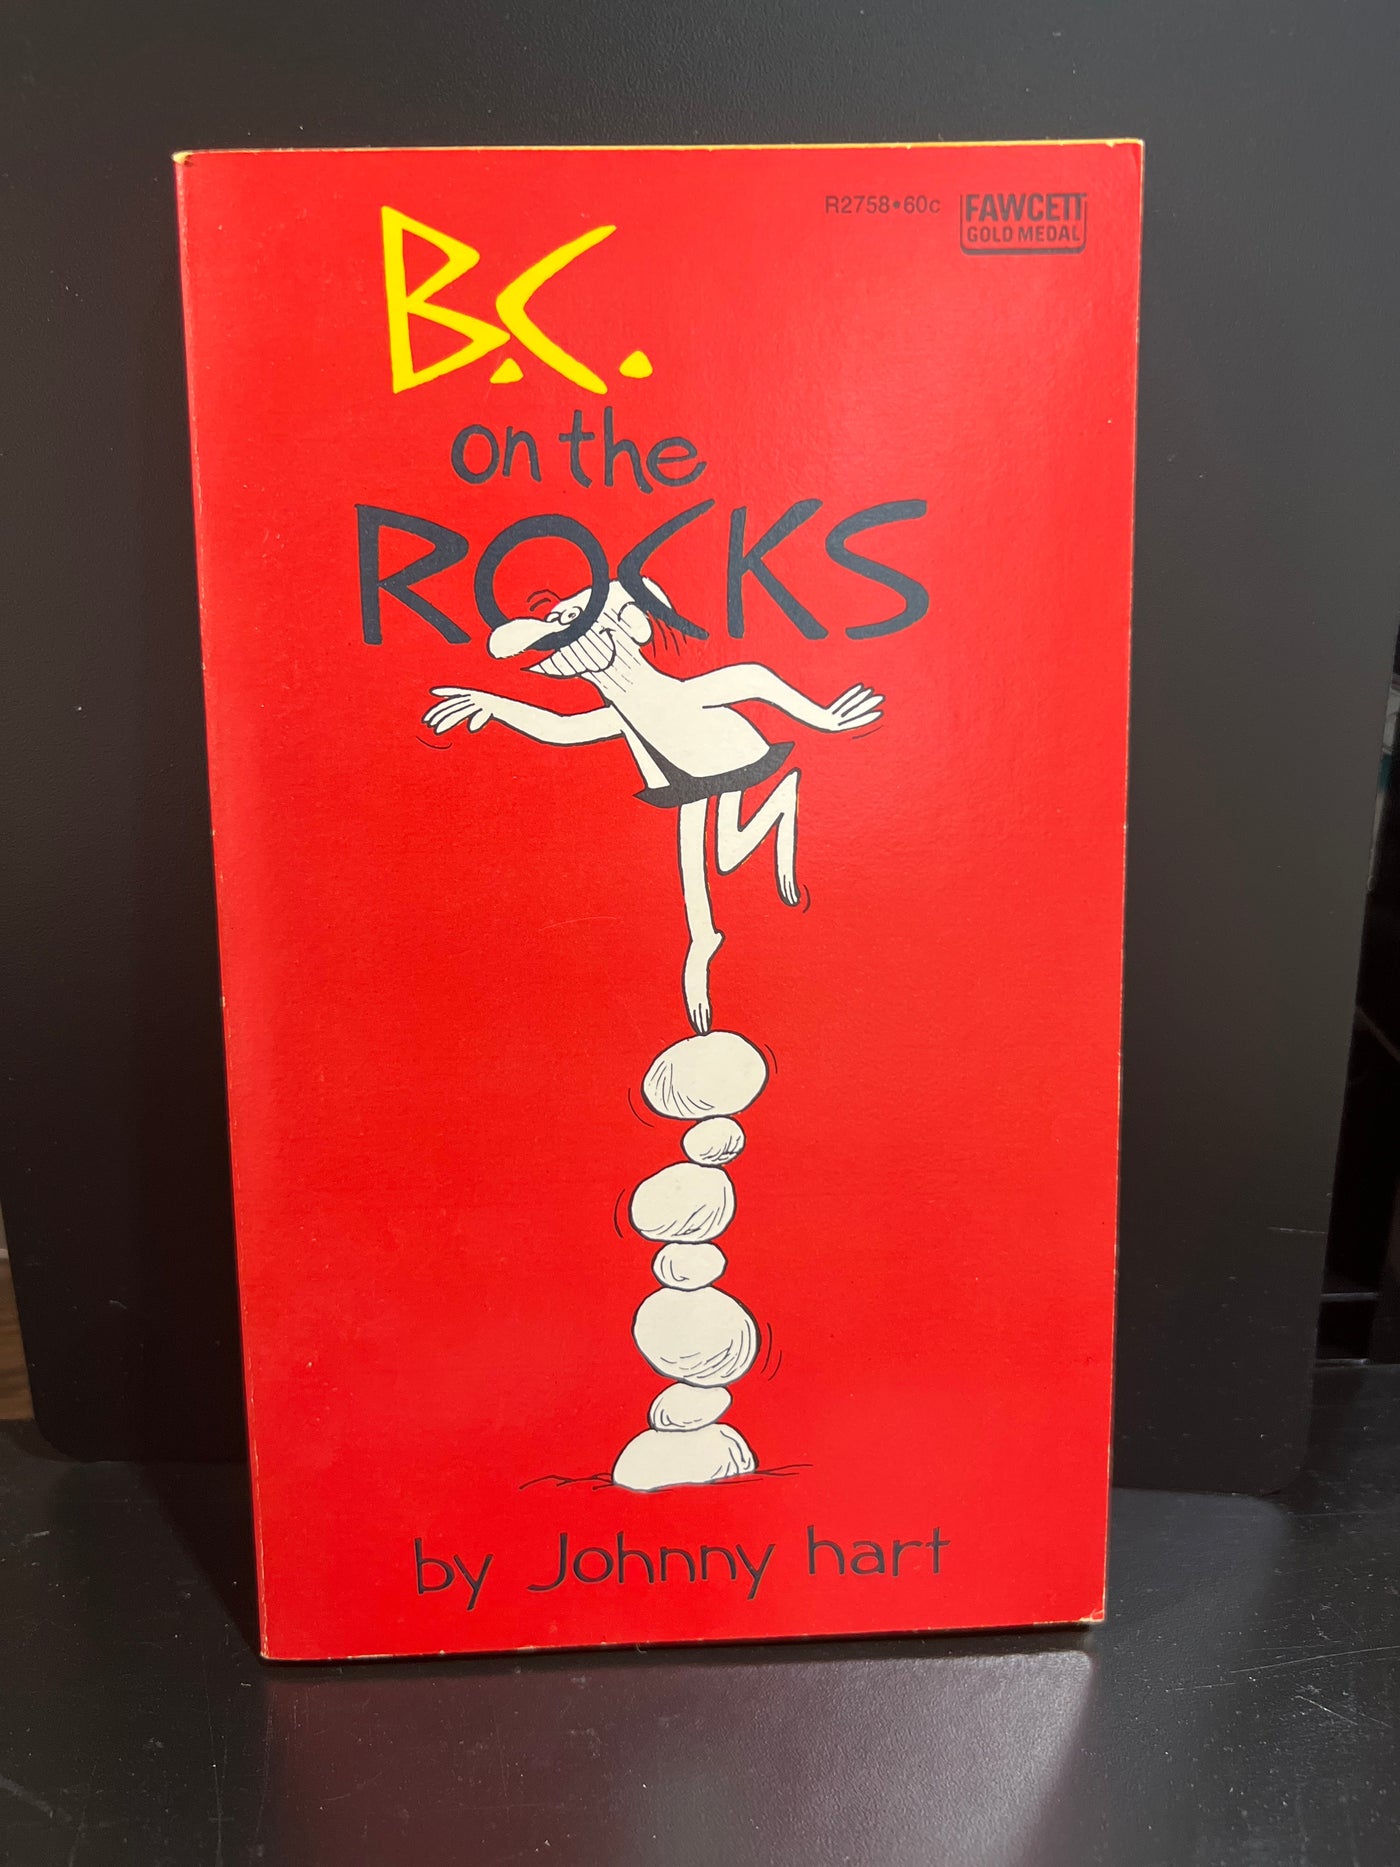 R2758•60c
FAWCETT
GOLD MEDAL
B.C.
on the
ROCKS
by Johnny hart